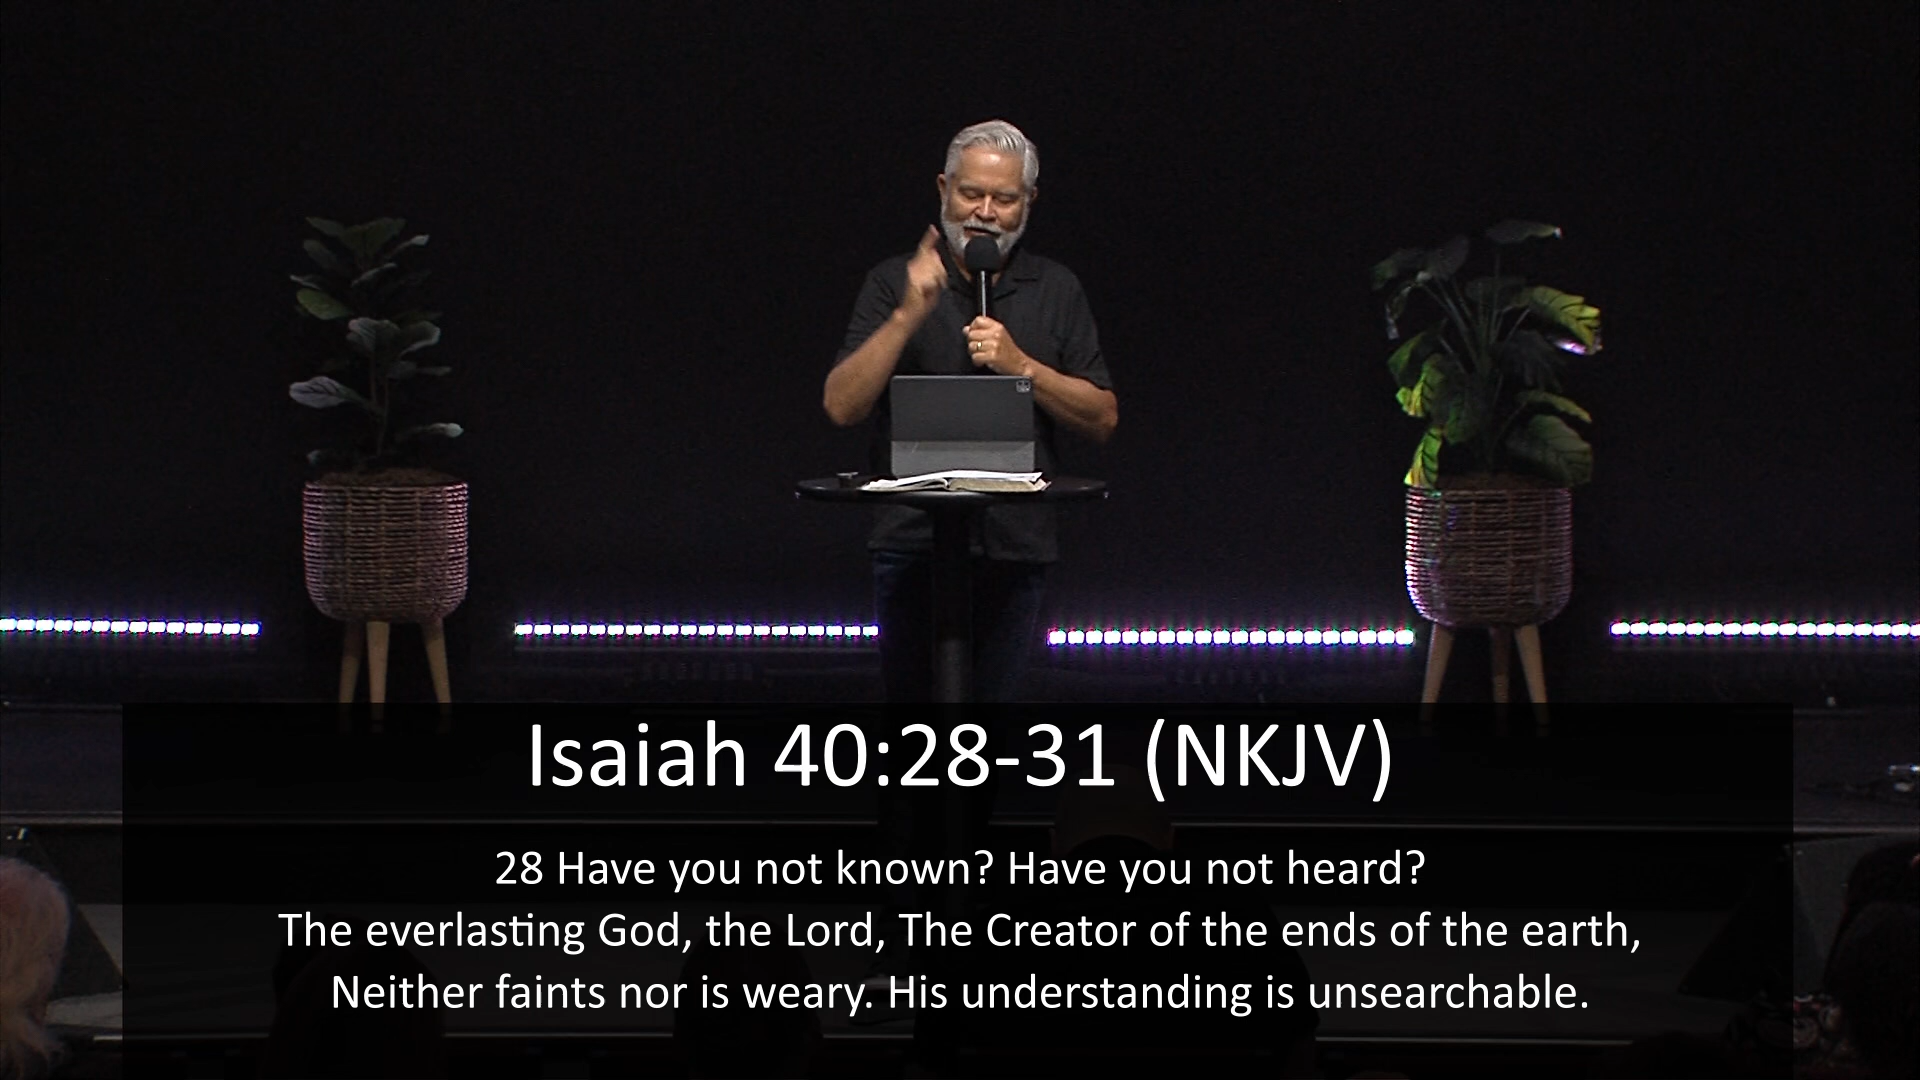 Isaiah 40:28-31 (NKJV)
28 Have you not known? Have you not heard?
The everlasting God, the Lord, The Creator of the ends of the earth,
Neither faints nor is weary. His understanding is unsearchable.